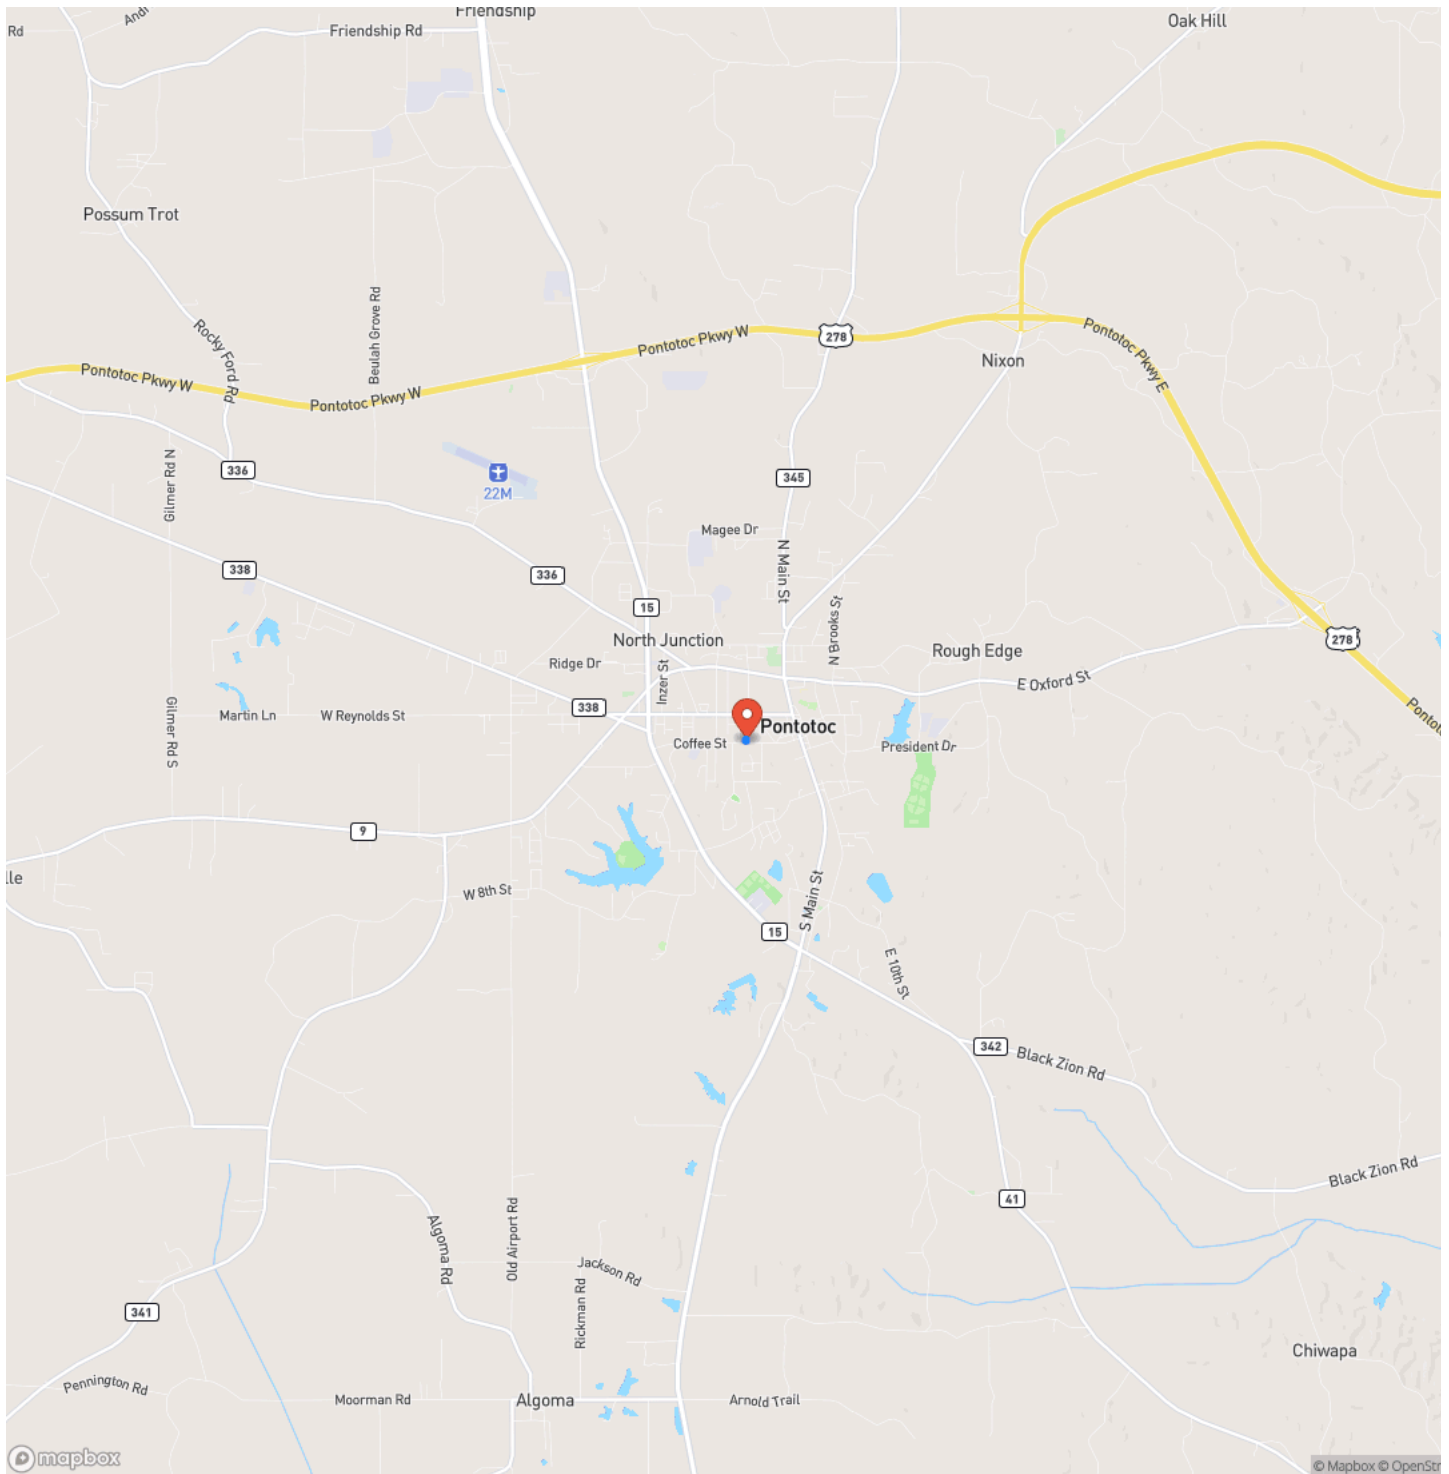 Friendship
Andr
Oak Hill
Rd
Friendship Rd
Possum Trot
Beulah Grove Rd
Rocky Ford Rd
Pontotoc Pkwy W
278
Pontotoc Pkwy E
Nixon
Pontotoc Pkwy W
Pontotoc Pkwy W
Gilmer Rd N
336
22M
345
Magee Dr
N Main St
338
336
15
N Brooks St
North Junction
278
Rough Edge
Ridge Dr
Inzer St
E Oxford St
Gilmer Rd S
Martin Ln
W Reynolds St
338
Pontotoc
Coffee St
President Dr
Pontoto
9
lle
W 8th St
S Main St
15
E 10th St
342
Black Zion Rd
Black Zion Rd
41
Algoma Rd
Old Airport Rd
Jackson Rd
Rickman Rd
341
Chiwapa
Pennington Rd
Moorman Rd
Algoma
Arnold Trail
mapbox
© Mapbox © OpenStr